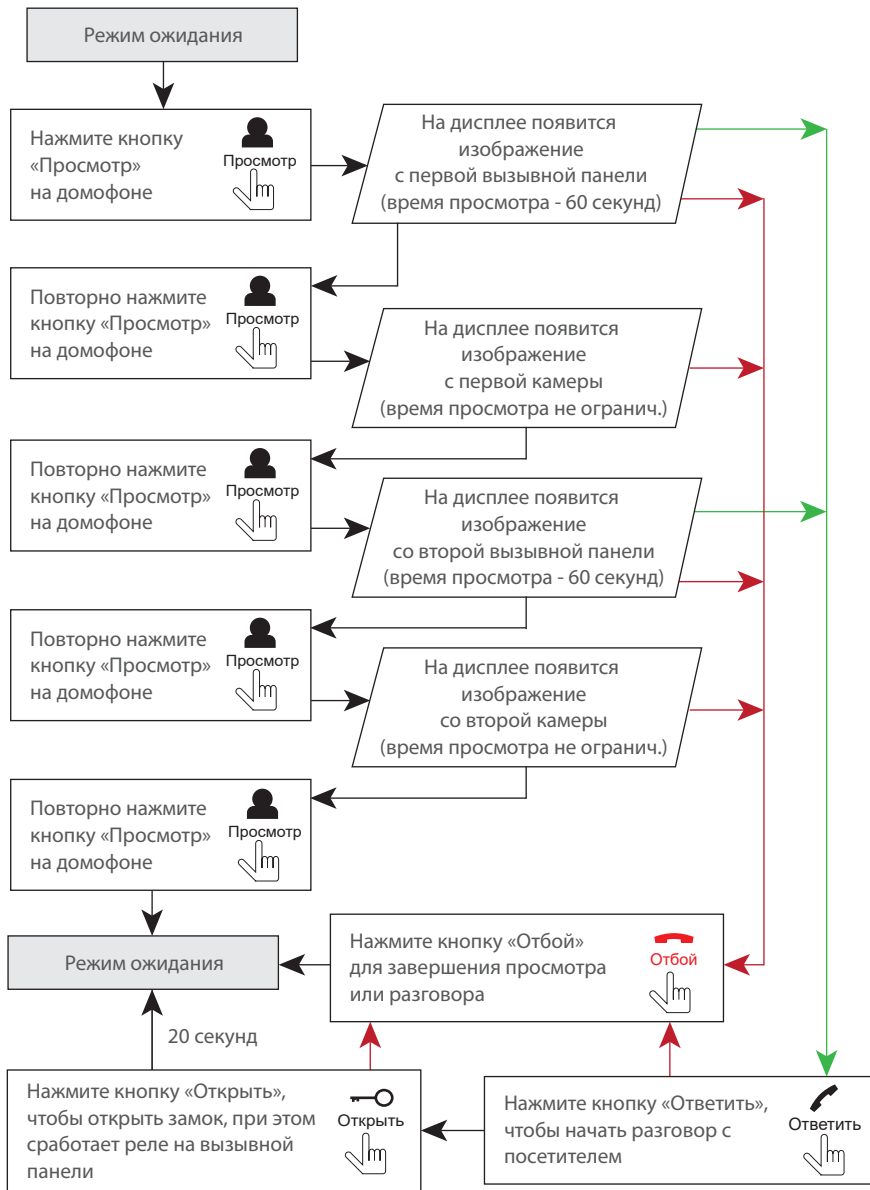 Режим ожидания
Нажмите кнопку
«Просмотр»
на домофоне
Просмотр
На дисплее появится
изображение
с первой вызывной панели
(время просмотра - 60 секунд)
Повторно нажмите
кнопку «Просмотр»
на домофоне
Просмотр
На дисплее появится
изображение
с первой камеры
(время просмотра не огранич.)
Повторно нажмите
кнопку «Просмотр»
на домофоне
Просмотр
На дисплее появится
изображение
со второй вызывной панели
(время просмотра - 60 секунд)
Повторно нажмите
кнопку «Просмотр»
на домофоне
Просмотр
На дисплее появится
изображение
со второй камеры
(время просмотра не огранич.)
Повторно нажмите
кнопку «Просмотр»
на домофоне
Просмотр
Режим ожидания
Нажмите кнопку «Отбой»
для завершения просмотра
или разговора
Отбой
20 секунд
Нажмите кнопку «Открыть»,
чтобы открыть замок, при этом
сработает реле на вызывной
панели
Открыть
Нажмите кнопку «Ответить»,
чтобы начать разговор с
посетителем
Ответить